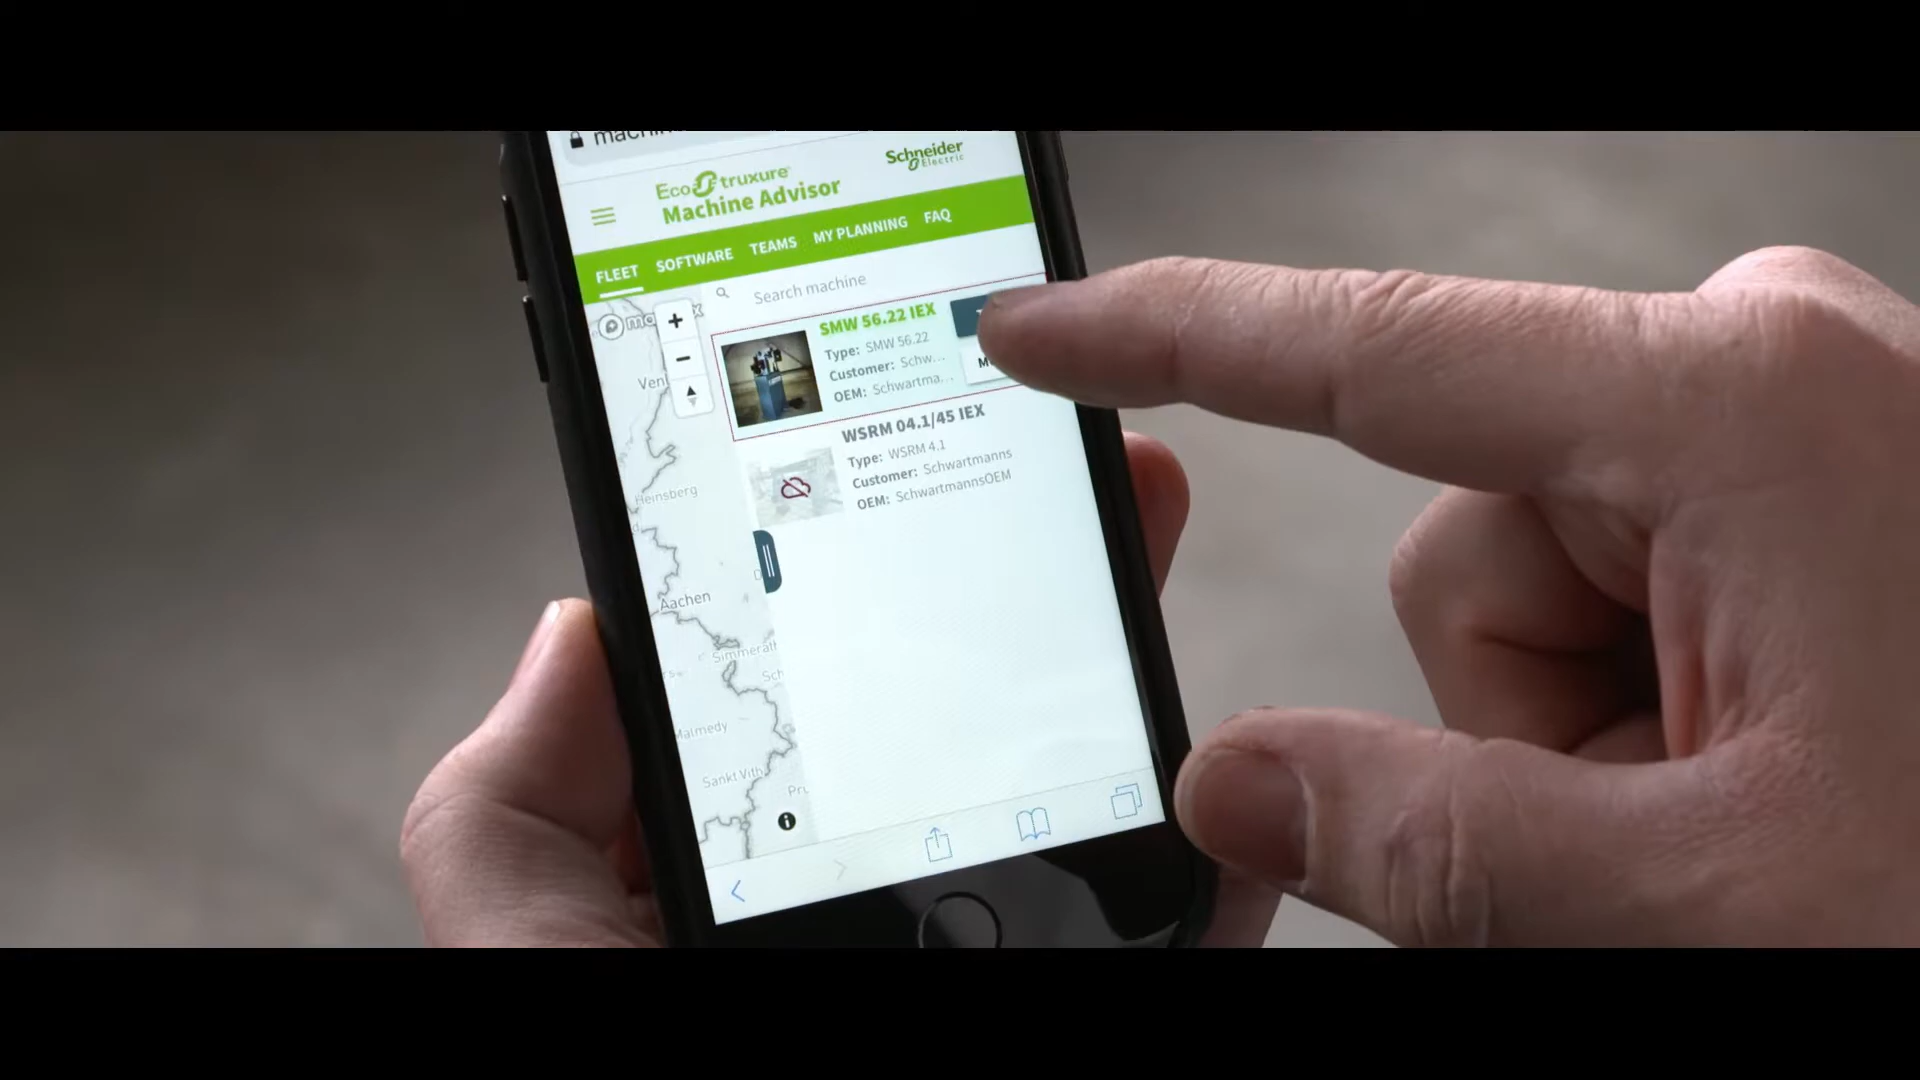 Schneider
Electric
EcoStruxure
Machine Advisor
FLEET SOFTWARE TEAMS MY PLANNING FAQ
Search machine
SMW 56.22 IEX
Type: SMW 56.22
Customer: Schw...
OEM: Schwartma...
WSRM 04.1/45 IEX
Type: WSRM 4.1
Customer: Schwartmanns
OEM: SchwartmannsOEM
Heinsberg
Aachen
Simmerath
Malmedy
Sankt Vith